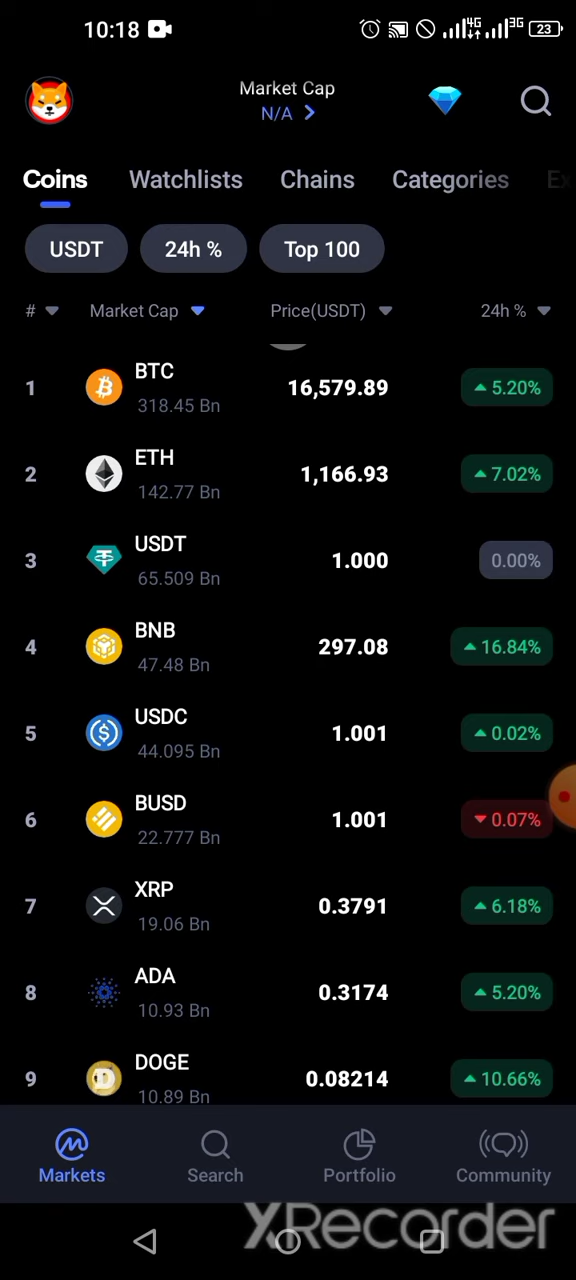 10:18 4G 3G 23
Market Cap
N/A
Coins Watchlists Chains Categories Ex
USDT 24h % Top 100
# Market Cap Price(USDT) 24h %
1 BTC 16,579.89 5.20%
318.45 Bn
2 ETH 1,166.93 7.02%
142.77 Bn
3 USDT 1.000 0.00%
65.509 Bn
4 BNB 297.08 16.84%
47.48 Bn
5 USDC 1.001 0.02%
44.095 Bn
6 BUSD 1.001 0.07%
22.777 Bn
7 XRP 0.3791 6.18%
19.06 Bn
8 ADA 0.3174 5.20%
10.93 Bn
9 DOGE 0.08214 10.66%
10.89 Bn
Markets Search Portfolio Community
XRecorder